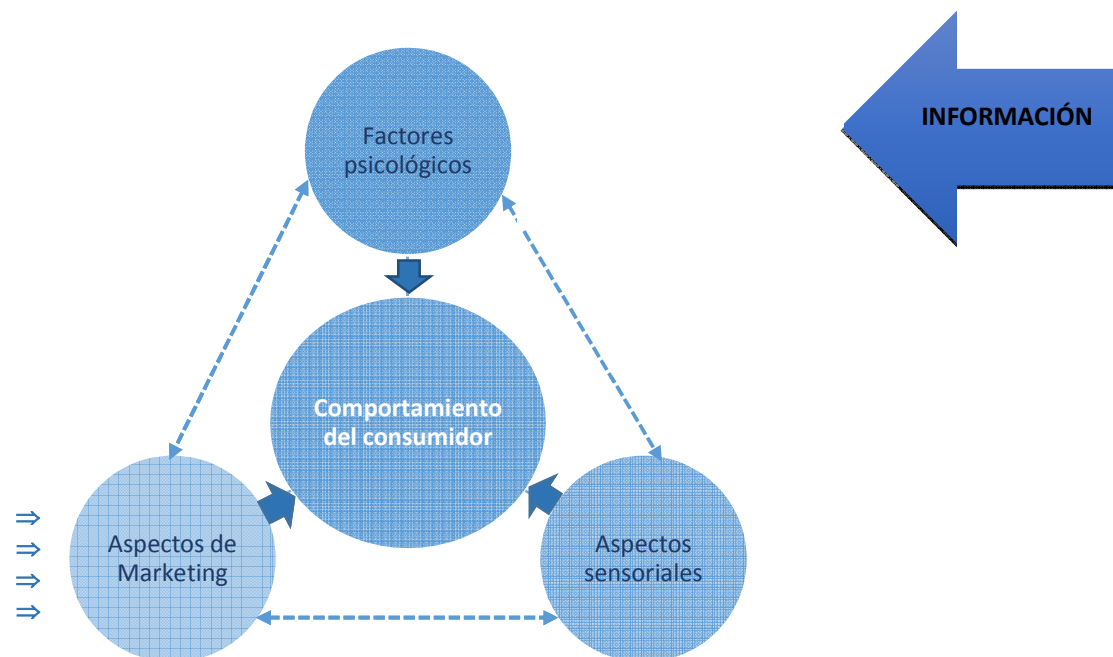 Factores
psicológicos
INFORMACIÓN
Comportamiento
del consumidor
⇒
⇒
⇒
⇒
Aspectos de
Marketing
Aspectos
sensoriales